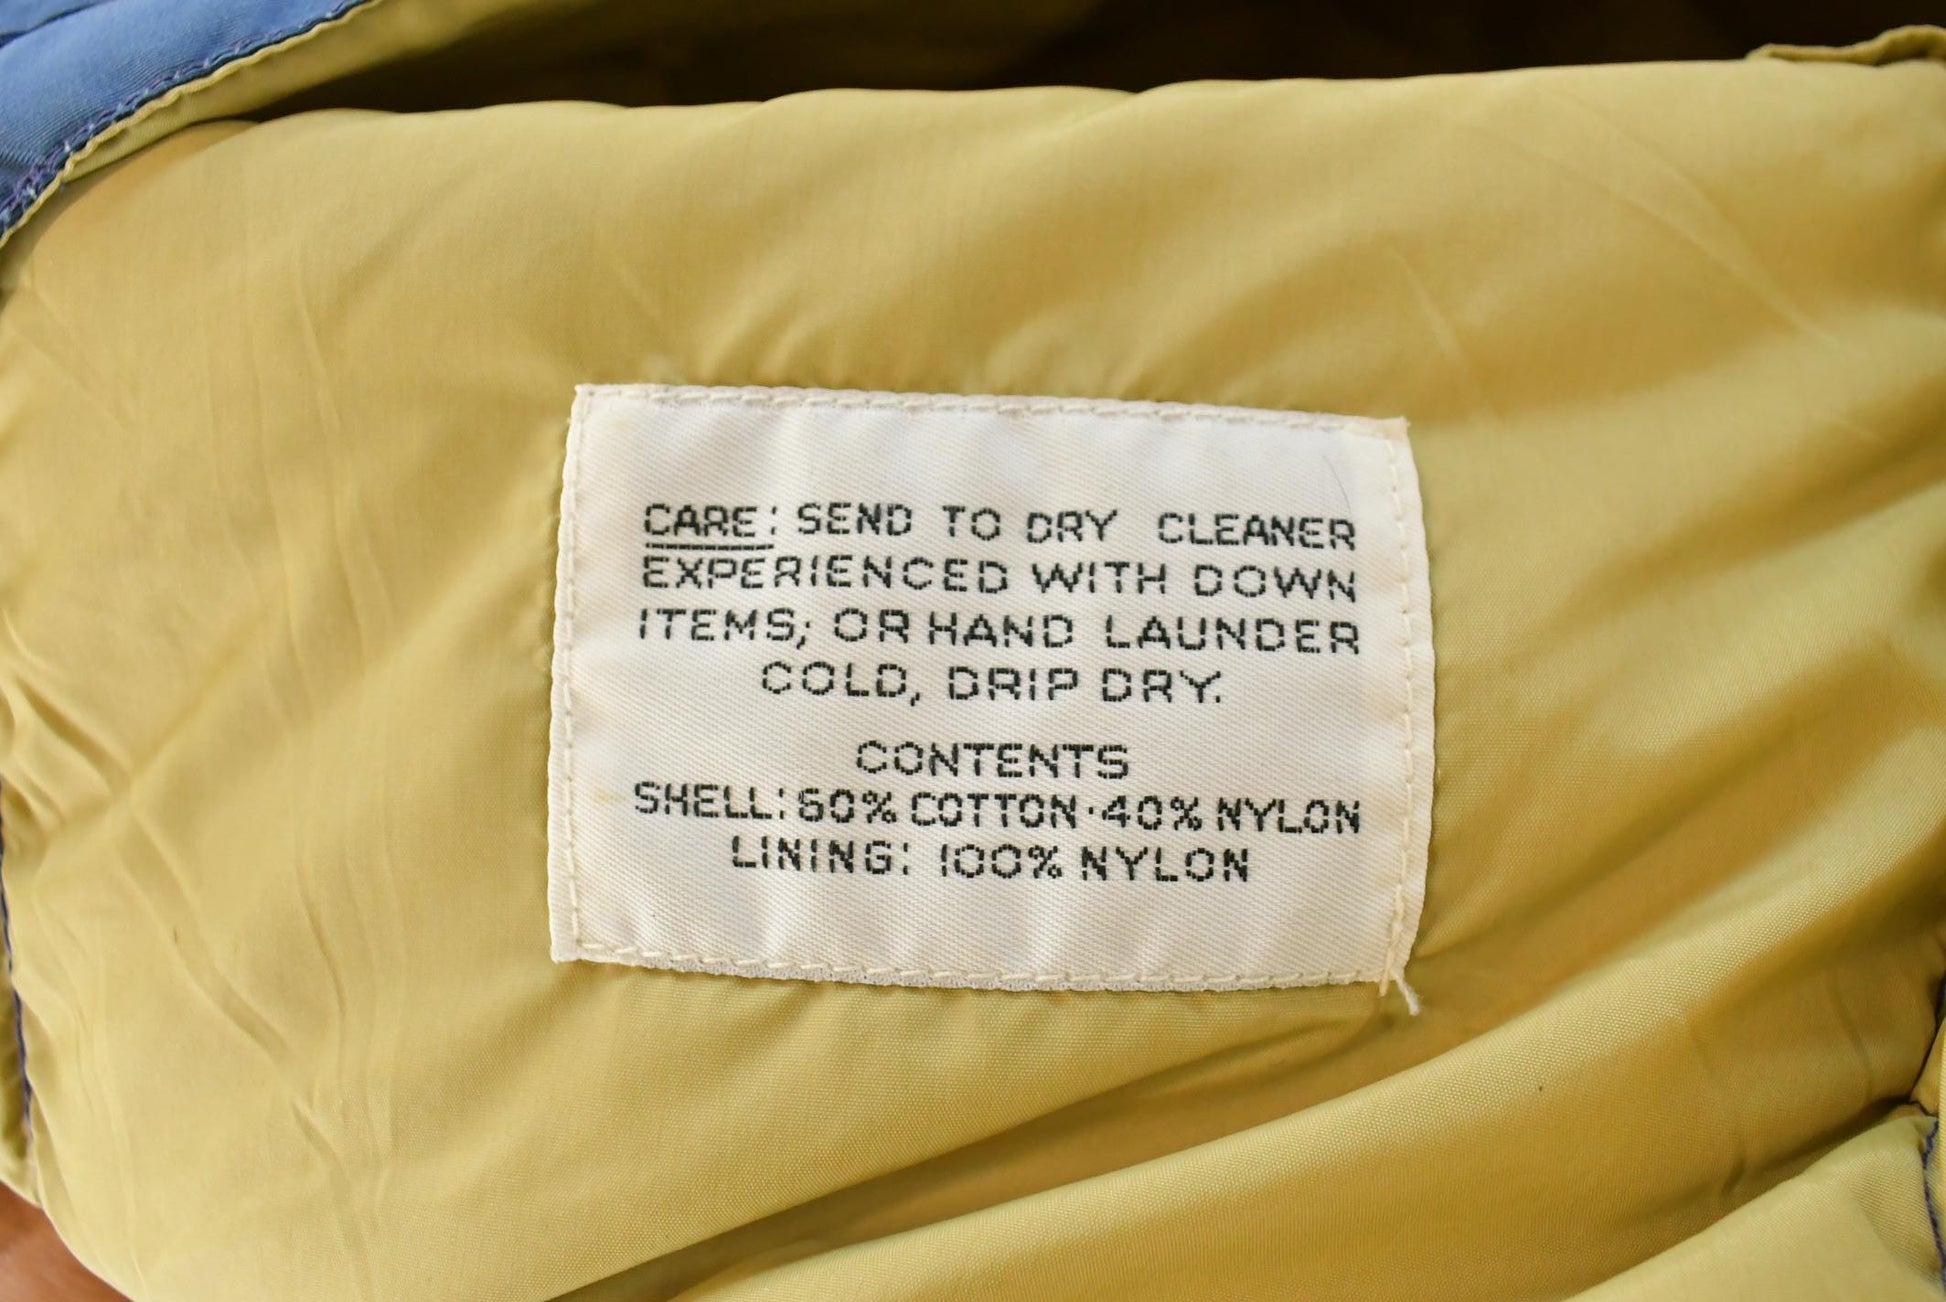 CARE: SEND TO DRY CLEANER
EXPERIENCED WITH DOWN
ITEMS; OR HAND LAUNDER
COLD, DRIP DRY.
CONTENTS
SHELL: 60% COTTON · 40% NYLON
LINING: 100% NYLON